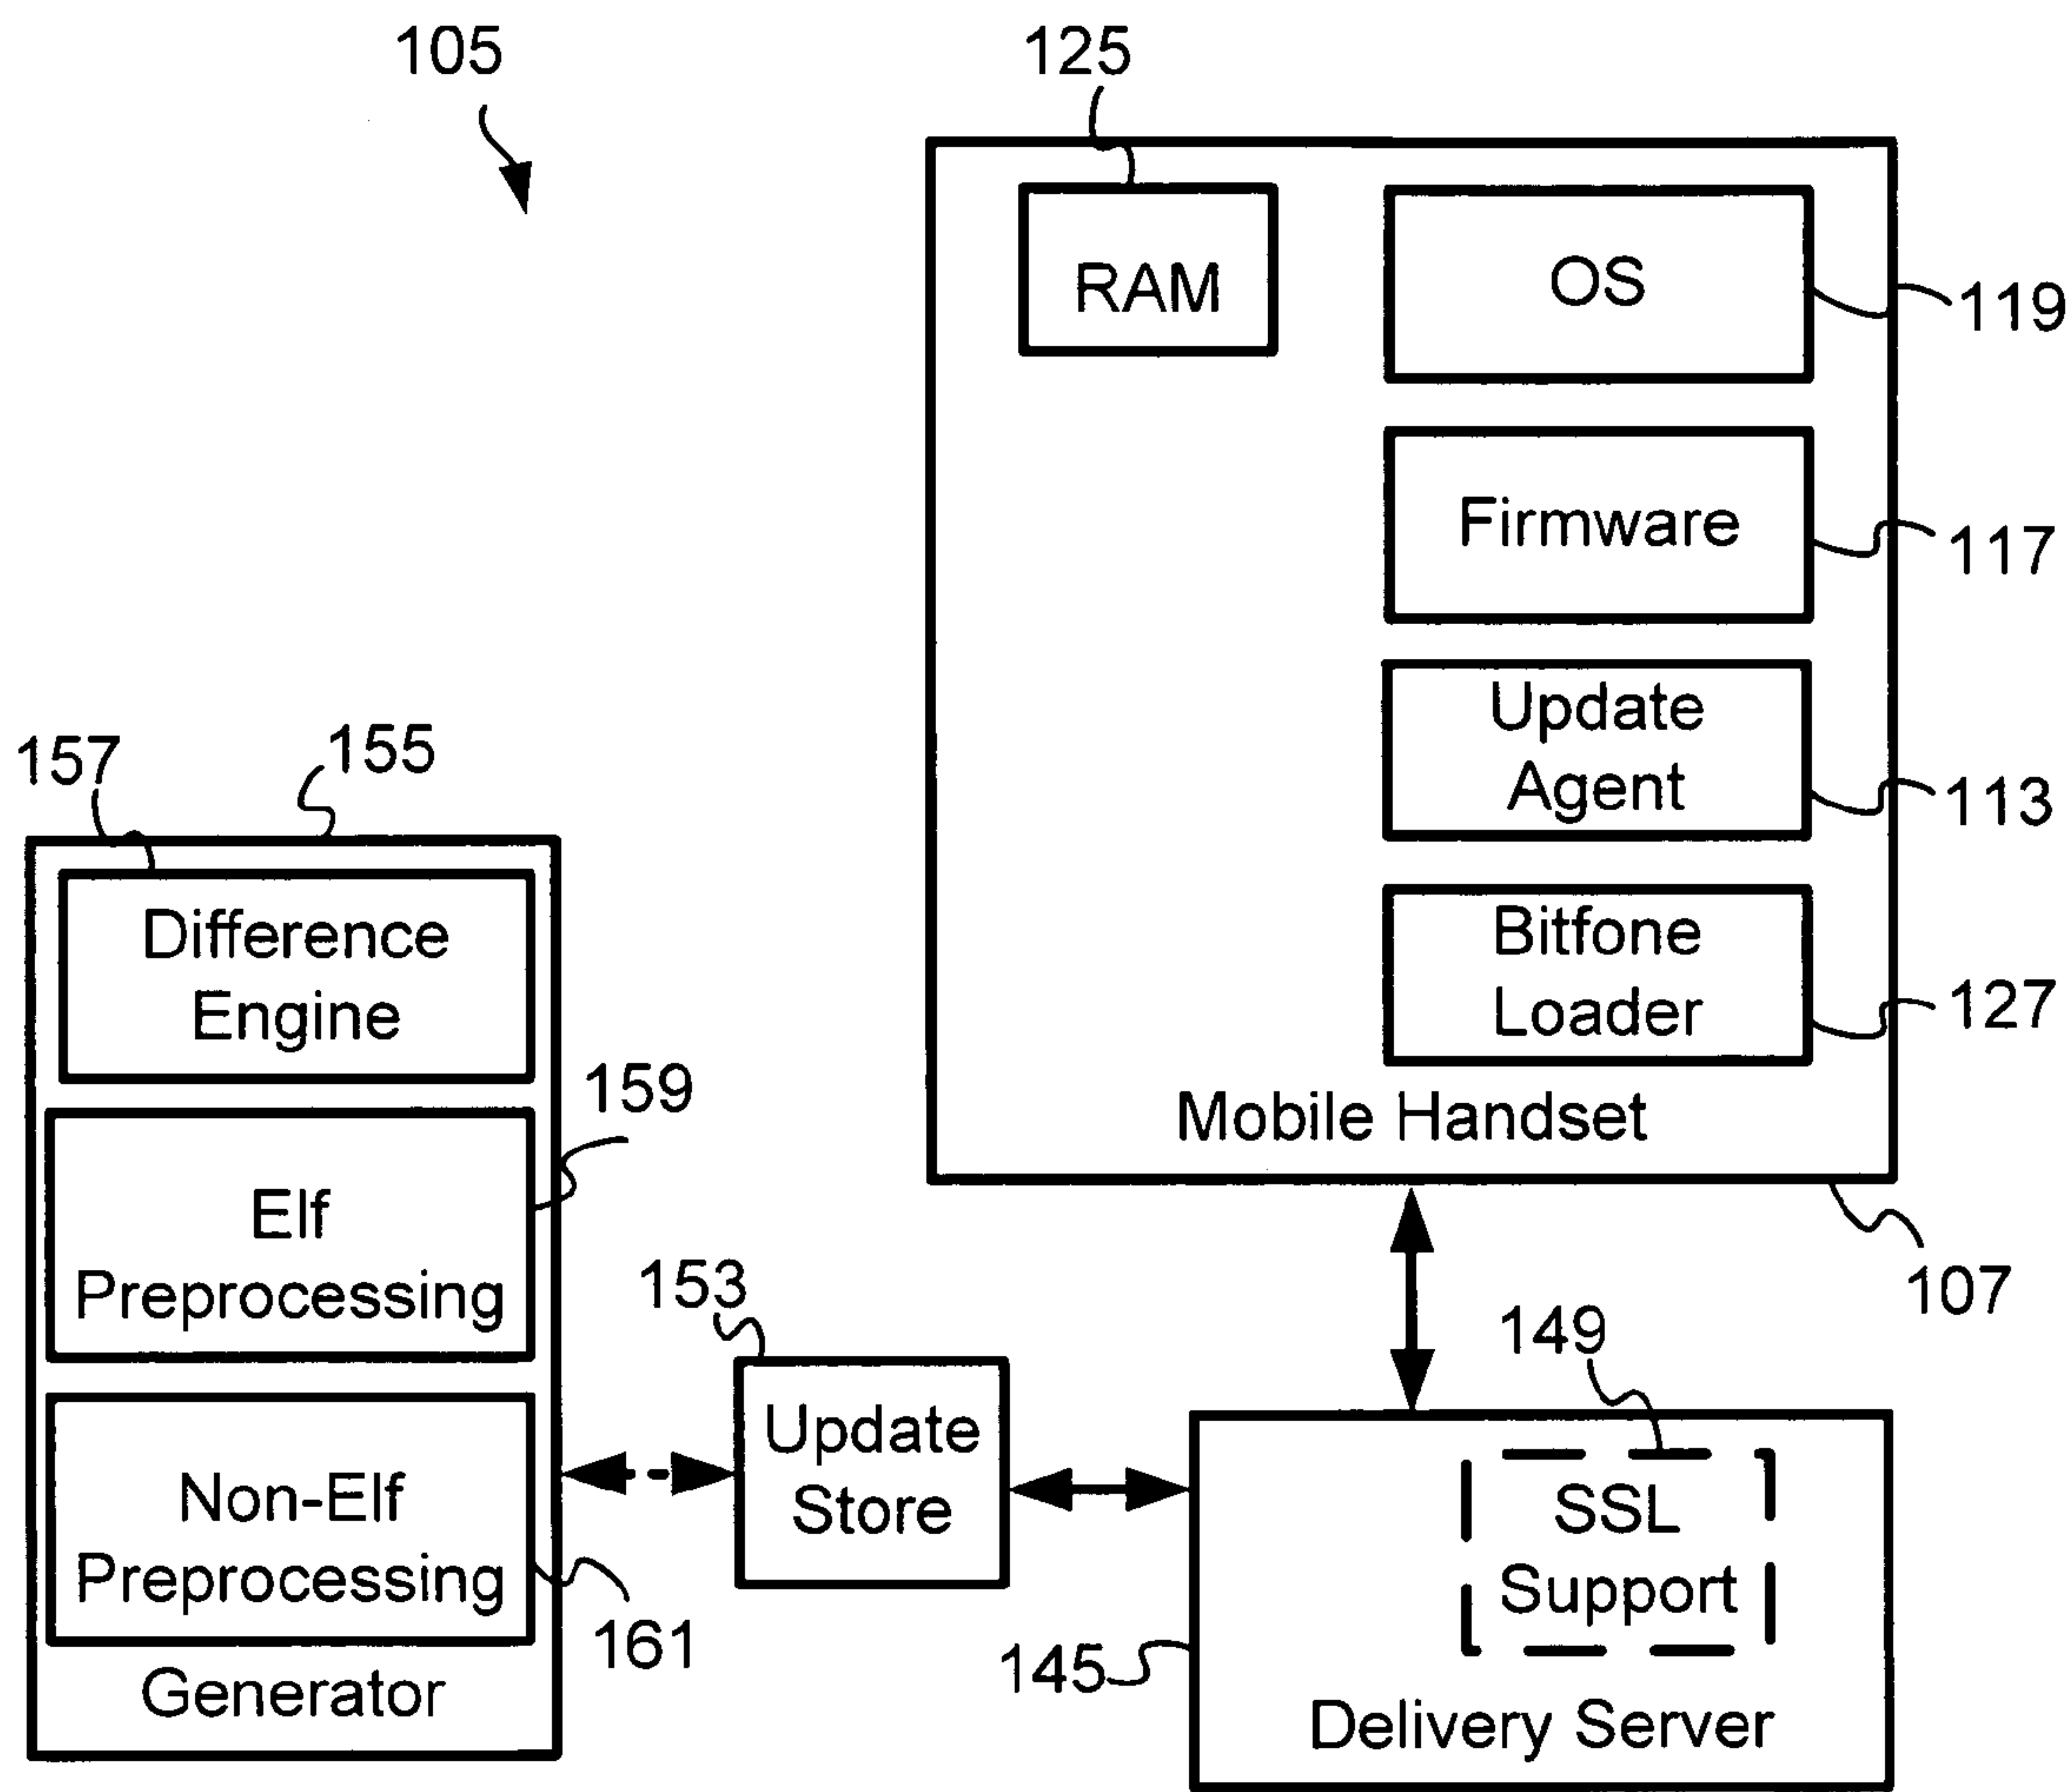 105
125
RAM
OS
119
Firmware
117
Update
Agent
113
Bitfone
Loader
127
Mobile Handset
107
157
155
Difference
Engine
159
Elf
Preprocessing
Non-Elf
Preprocessing
161
Generator
153
Update
Store
149
SSL
Support
145
Delivery Server